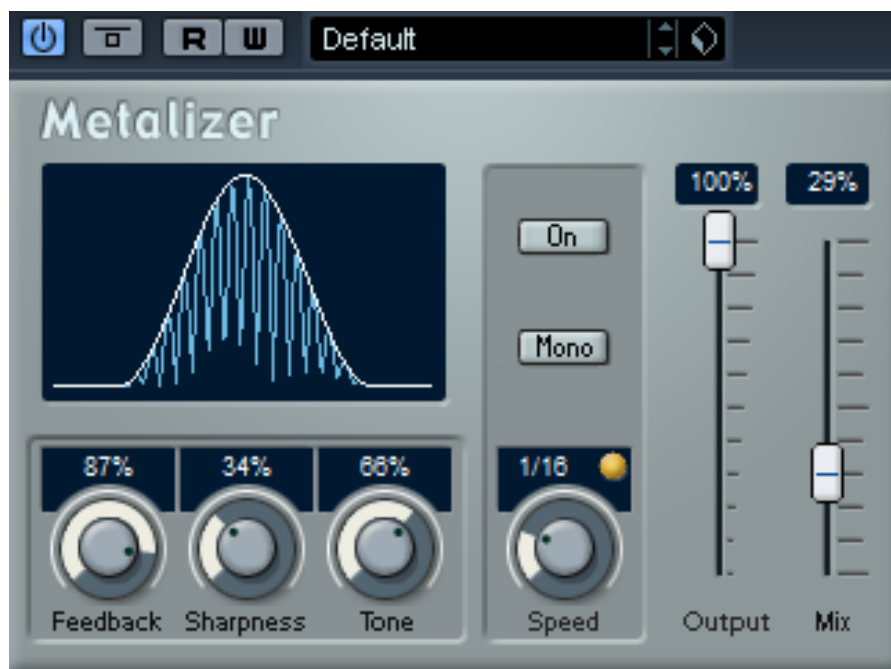 R W Default
Metalizer
100% 29%
On
Mono
87% 34% 66% 1/16
Feedback Sharpness Tone Speed Output Mix